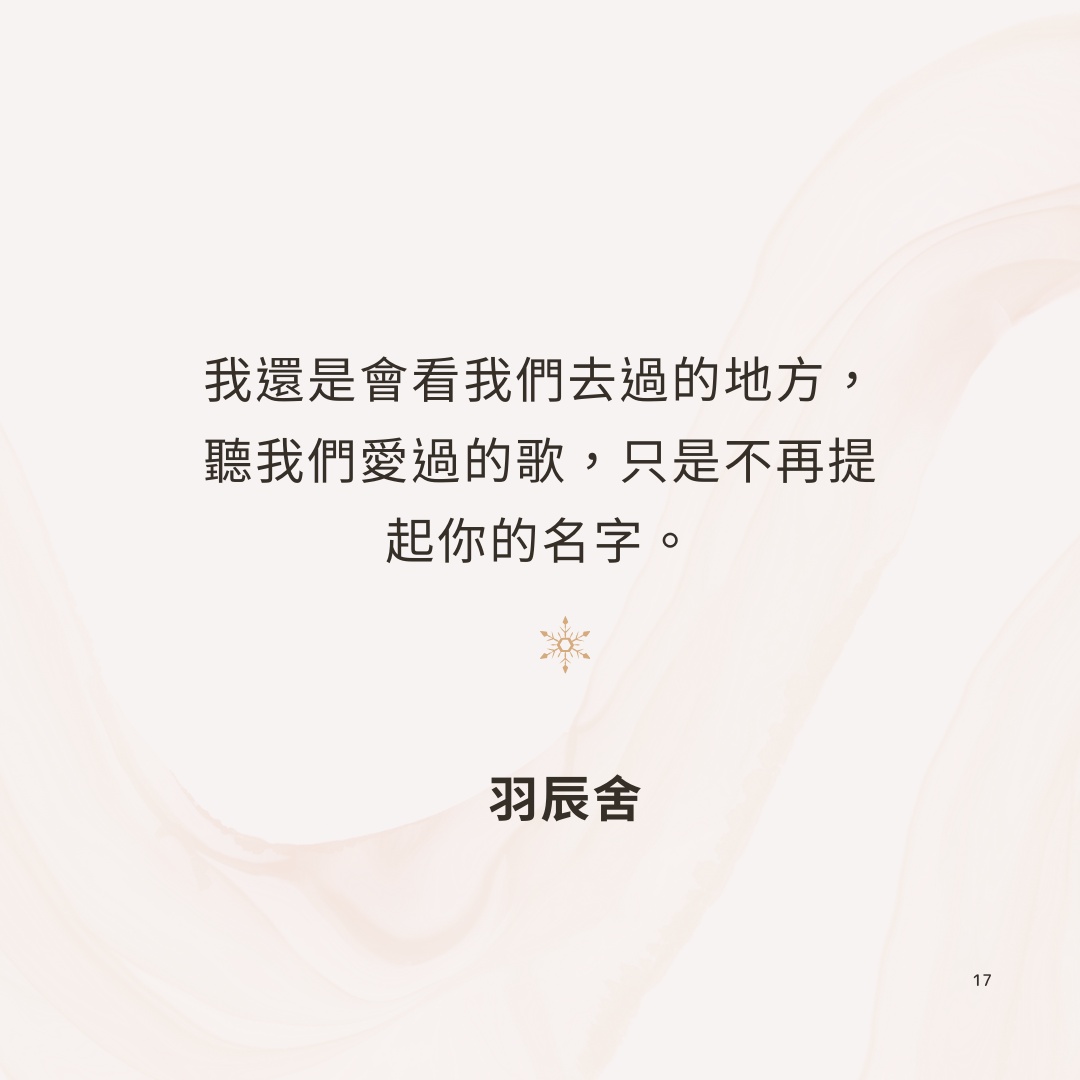 我還是會看我們去過的地方，
聽我們愛過的歌，只是不再提
起你的名字。
羽辰舍
17